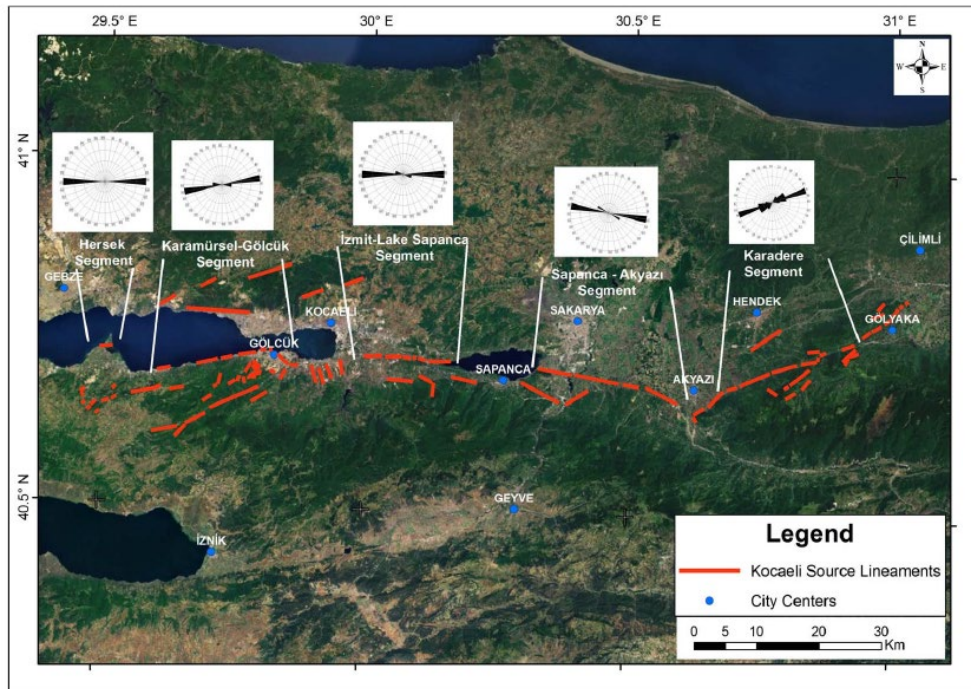 29.5° E
30° E
30.5° E
31° E
N
W
E
S
41° N
40.5° N
Hersek
Segment
Karamürsel-Gölcük
Segment
İzmit-Lake Sapanca
Segment
Sapanca - Akyazı
Segment
Karadere
Segment
GEBZE
KOCAELİ
GÖLCÜK
SAPANCA
SAKARYA
AKYAZI
HENDEK
ÇİLİMLİ
GÖLYAKA
GEYVE
İZNİK
Legend
Kocaeli Source Lineaments
City Centers
0 5 10 20 30
Km